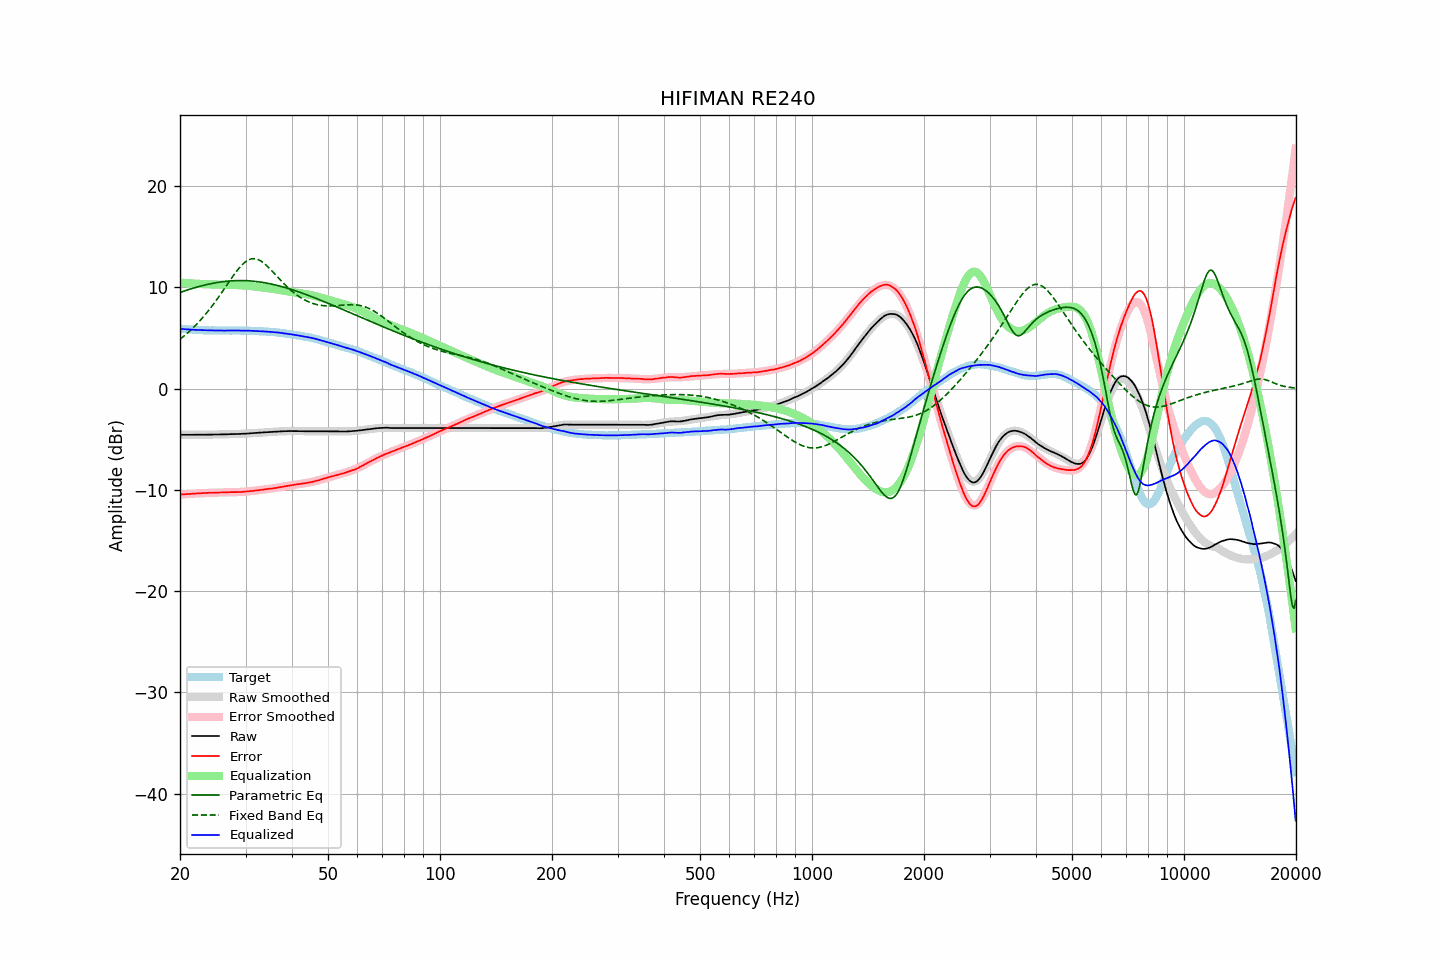 HIFIMAN RE240
Amplitude (dBr)
20
10
0
−10
−20
−30
−40
Target
Raw Smoothed
Error Smoothed
Raw
Error
Equalization
Parametric Eq
Fixed Band Eq
Equalized
20 50 100 200 500 1000 2000 5000 10000 20000
Frequency (Hz)